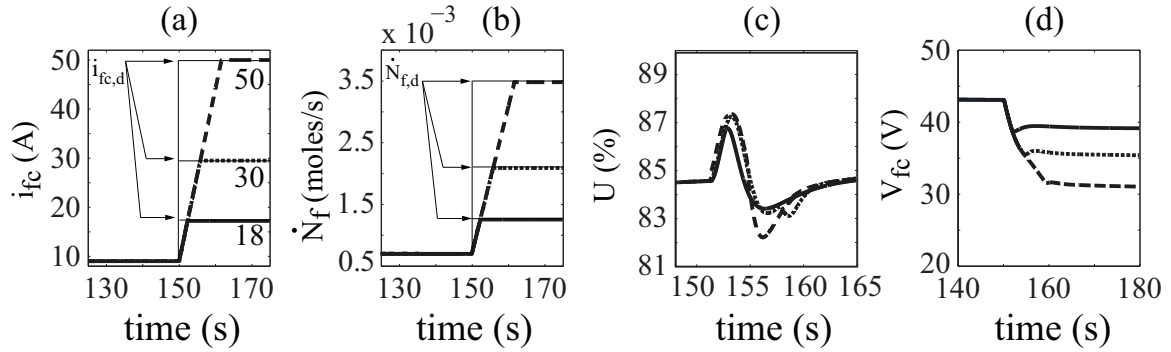 (a)
(b)
(c)
(d)
x 10⁻³
i_fc (A)
50
40
30
20
10
i̇_fc,d
50
30
18
130
150
170
time (s)
Ṅ_f (moles/s)
3.5
2.5
1.5
0.5
Ṅ_f,d
130
150
170
time (s)
U (%)
89
87
85
83
81
150
155
160
165
time (s)
V_fc (V)
50
40
30
20
140
160
180
time (s)